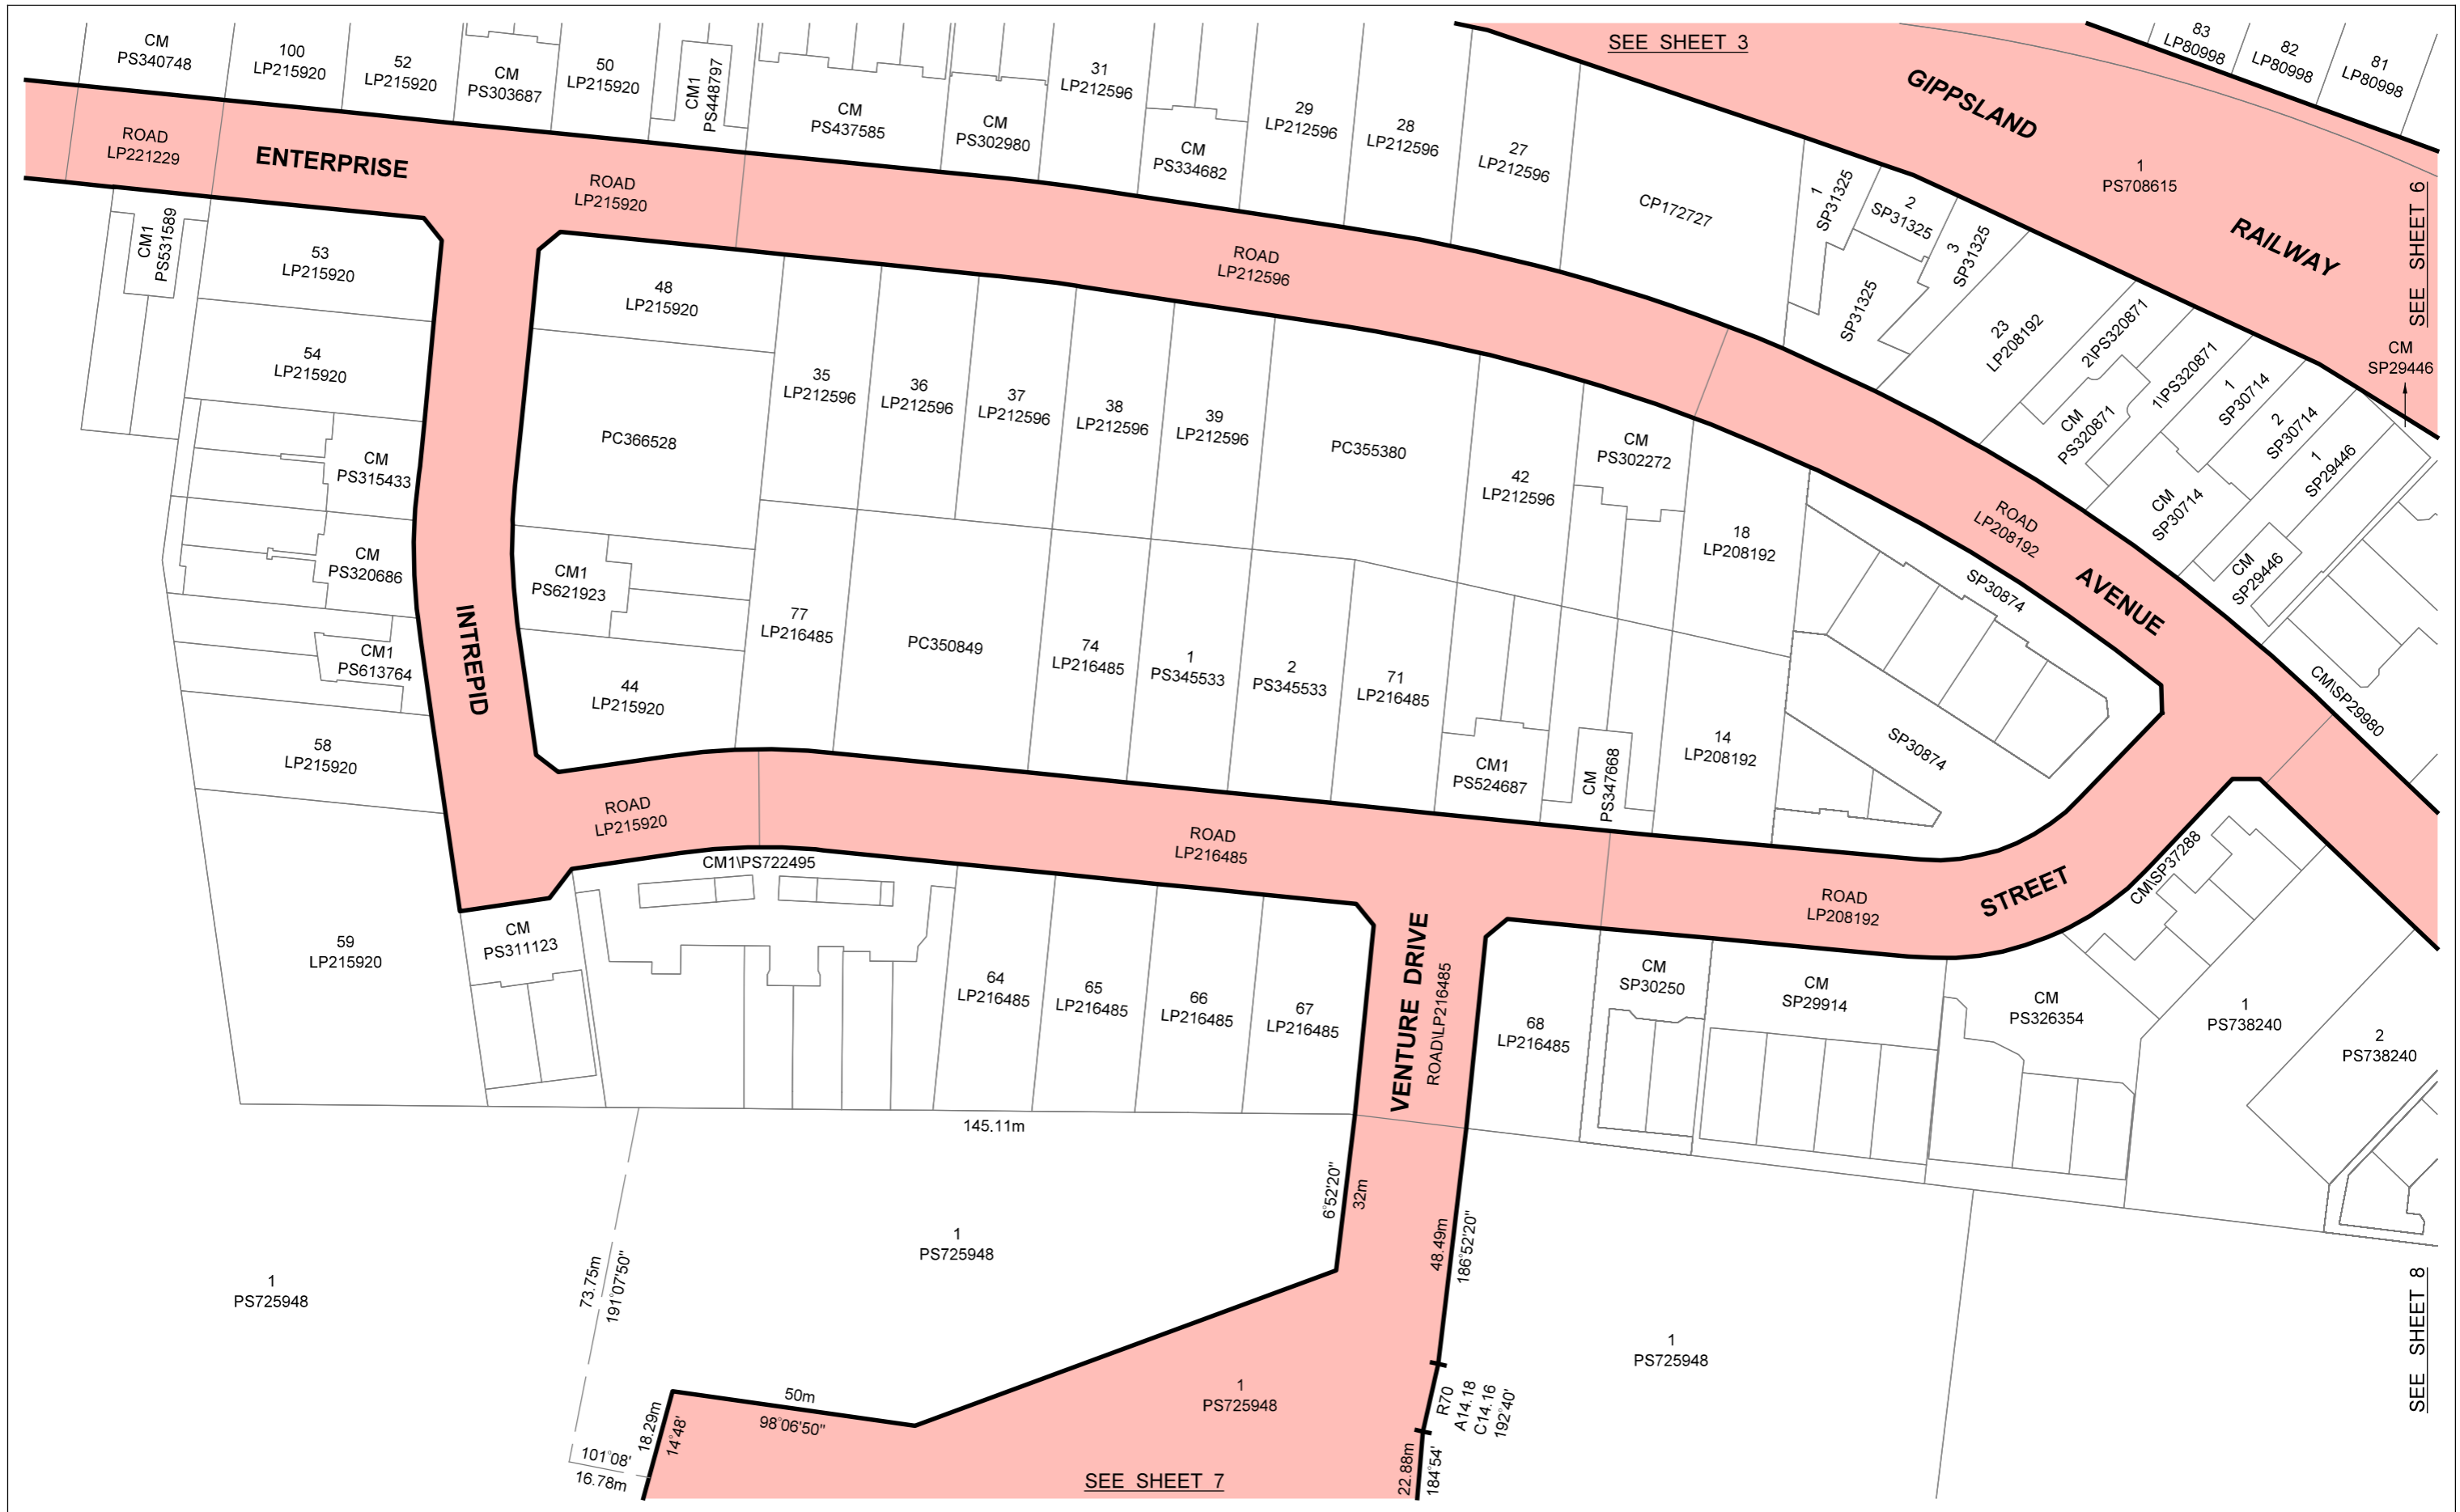 CM
PS340748
100
LP215920
52
LP215920
CM
PS303687
50
LP215920
CM1
PS448797
CM
PS437585
CM
PS302980
31
LP212596
CM
PS334682
29
LP212596
28
LP212596
27
LP212596
SEE SHEET 3
GIPPSLAND
RAILWAY
1
PS708615
83
LP80998
82
LP80998
81
LP80998
SEE SHEET 6
CM
SP29446
ROAD
LP221229
ENTERPRISE
ROAD
LP215920
ROAD
LP212596
CP172727
1
SP31325
2
SP31325
3
SP31325
SP31325
23
LP208192
2\PS320871
CM
PS320871
1\PS320871
1
SP30714
2
SP30714
CM
SP30714
1
SP29446
CM
SP29446
CM1
PS531589
53
LP215920
54
LP215920
CM
PS315433
CM
PS320686
CM1
PS613764
58
LP215920
59
LP215920
INTREPID
48
LP215920
PC366528
CM1
PS621923
44
LP215920
35
LP212596
36
LP212596
37
LP212596
38
LP212596
39
LP212596
PC355380
42
LP212596
CM
PS302272
18
LP208192
ROAD
LP208192
AVENUE
SP30874
SP30874
CM\SP29980
77
LP216485
PC350849
74
LP216485
1
PS345533
2
PS345533
71
LP216485
CM1
PS524687
CM
PS347668
14
LP208192
ROAD
LP215920
ROAD
LP216485
ROAD
LP208192
STREET
CM\SP37288
CM1\PS722495
CM
PS311123
64
LP216485
65
LP216485
66
LP216485
67
LP216485
VENTURE DRIVE
ROAD\LP216485
68
LP216485
CM
SP30250
CM
SP29914
CM
PS326354
1
PS738240
2
PS738240
145.11m
6°52'20"
32m
48.49m
186°52'20"
1
PS725948
73.75m
191°07'50"
1
PS725948
1
PS725948
1
PS725948
50m
98°06'50"
18.29m
14°48'
101°08'
16.78m
R70
A14.18
C14.16
192°40'
22.88m
184°54'
SEE SHEET 7
SEE SHEET 8